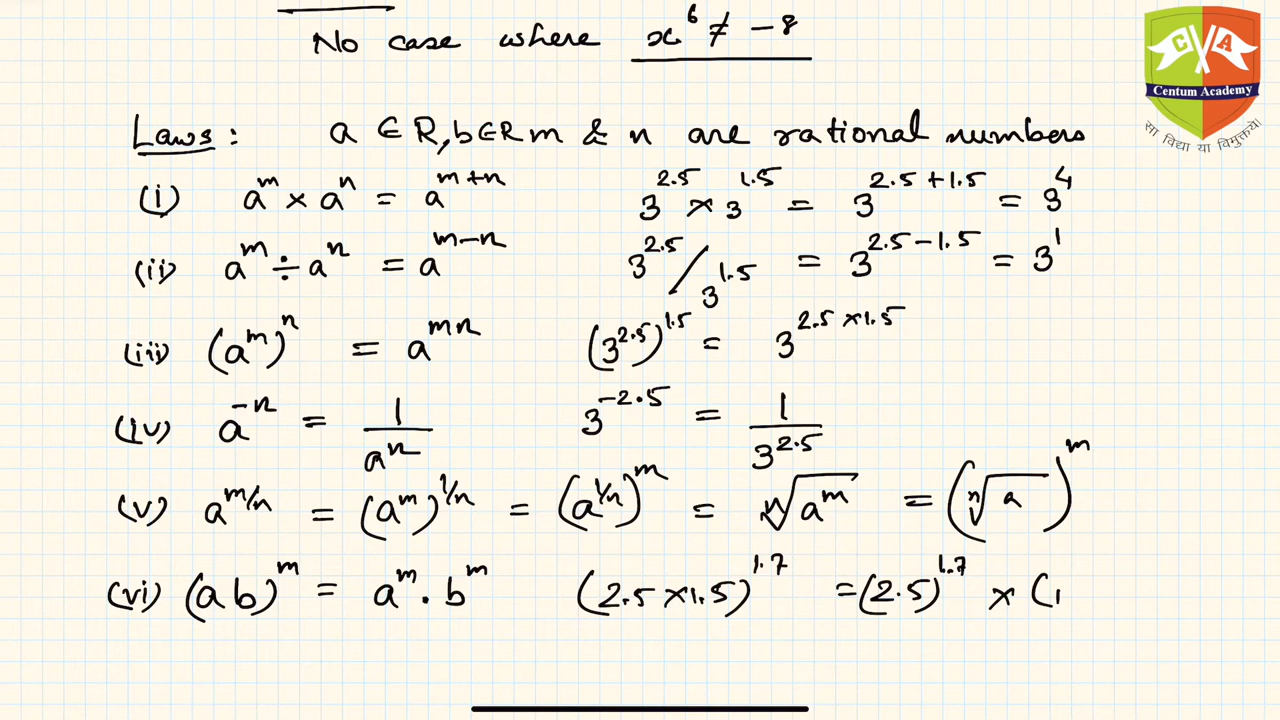 No case where x⁶ ≠ -8
C A
Centum Academy
सा विद्या या विमुक्तये।
Laws : a ∈ R, b ∈ R m & n are rational numbers
(i) a^m × a^n = a^(m+n) 3^2.5 × 3^1.5 = 3^(2.5+1.5) = 3^4
(ii) a^m ÷ a^n = a^(m-n) 3^2.5 / 3^1.5 = 3^(2.5-1.5) = 3^1
(iii) (a^m)^n = a^(mn) (3^2.5)^1.5 = 3^(2.5×1.5)
(iv) a^(-n) = 1/a^n 3^(-2.5) = 1/3^2.5
(v) a^(m/n) = (a^m)^(1/n) = (a^(1/n))^m = ⁿ√(a^m) = (ⁿ√a)^m
(vi) (ab)^m = a^m . b^m (2.5×1.5)^1.7 = (2.5)^1.7 × (1